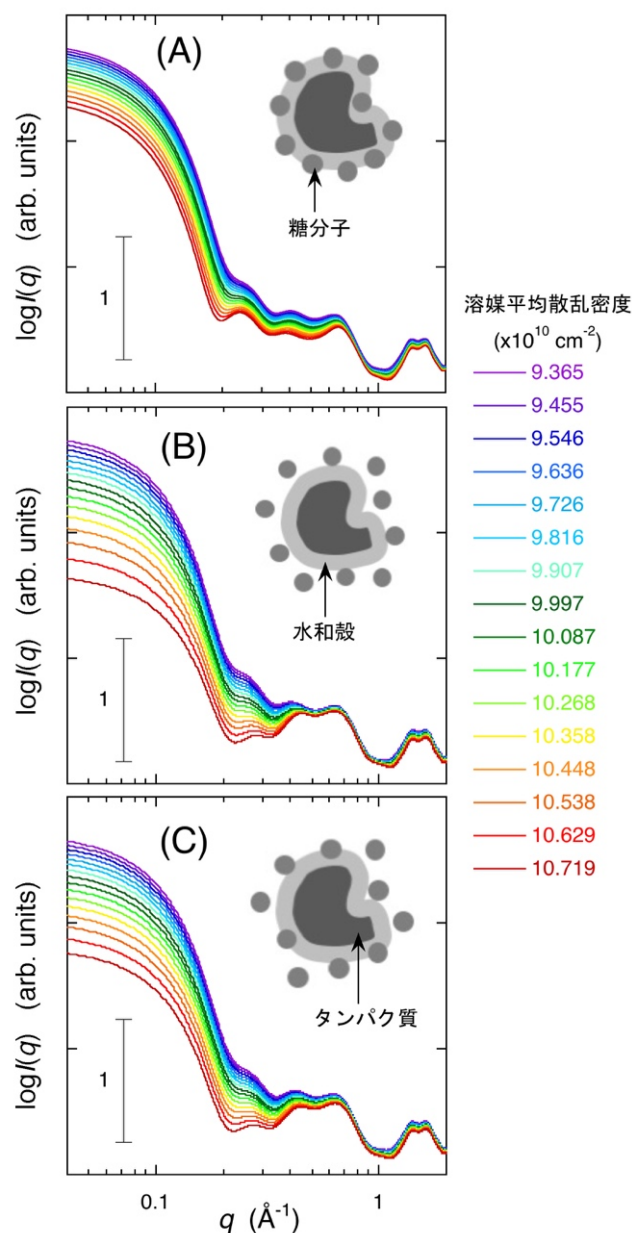 (A)
糖分子
1
logI(q) (arb. units)
(B)
水和殻
1
logI(q) (arb. units)
(C)
タンパク質
1
logI(q) (arb. units)
0.1
1
q (Å⁻¹)
溶媒平均散乱密度
(x10¹⁰ cm⁻²)
9.365
9.455
9.546
9.636
9.726
9.816
9.907
9.997
10.087
10.177
10.268
10.358
10.448
10.538
10.629
10.719